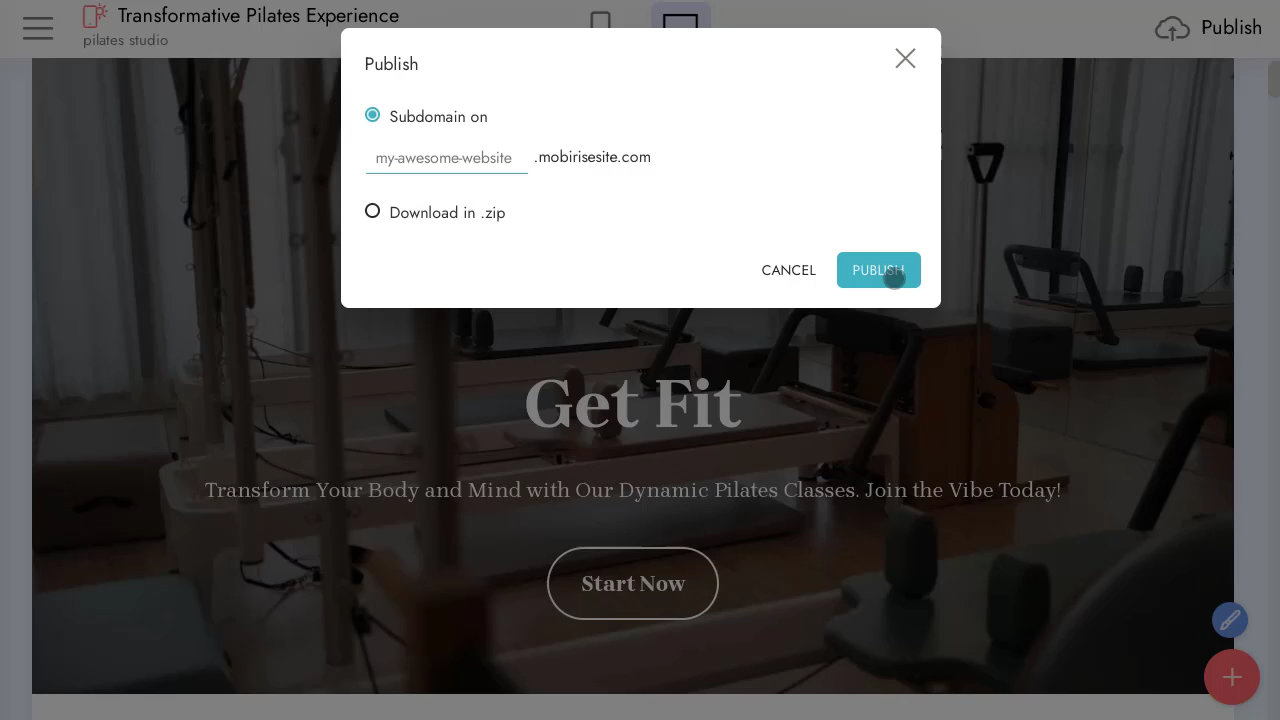 Transformative Pilates Experience
pilates studio
Publish
Publish
Subdomain on
my-awesome-website .mobirisesite.com
Download in .zip
CANCEL PUBLISH
Get Fit
Transform Your Body and Mind with Our Dynamic Pilates Classes. Join the Vibe Today!
Start Now